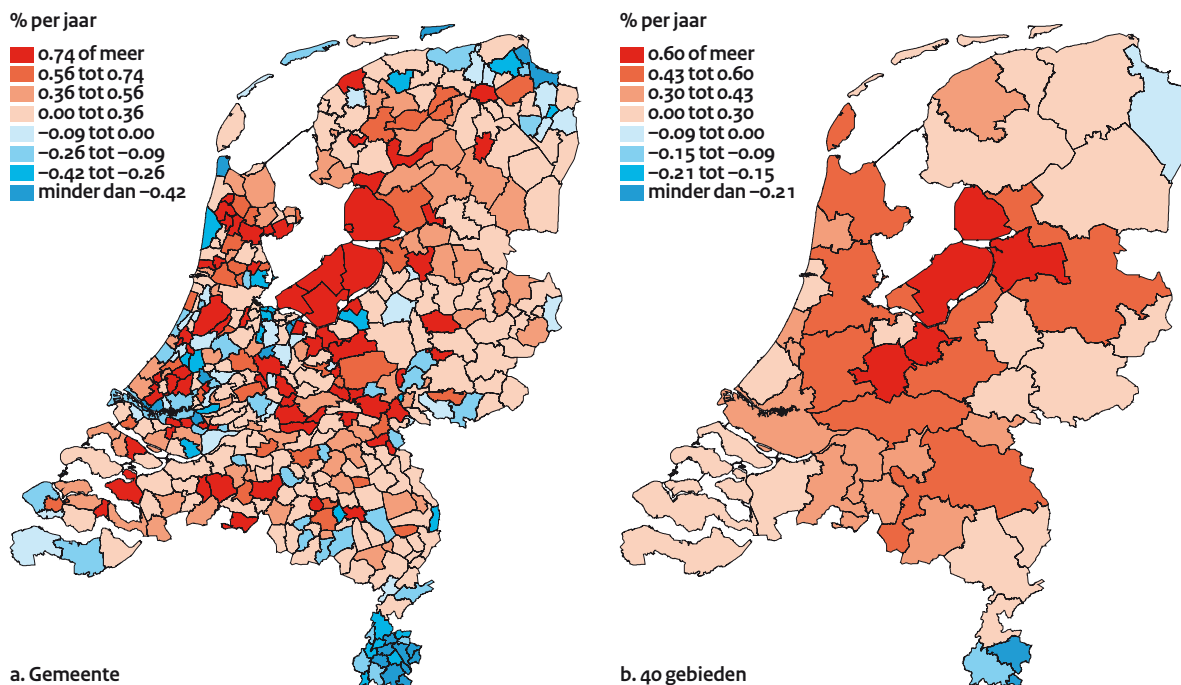 % per jaar
0.74 of meer
0.56 tot 0.74
0.36 tot 0.56
0.00 tot 0.36
–0.09 tot 0.00
–0.26 tot –0.09
–0.42 tot –0.26
minder dan –0.42
a. Gemeente
% per jaar
0.60 of meer
0.43 tot 0.60
0.30 tot 0.43
0.00 tot 0.30
–0.09 tot 0.00
–0.15 tot –0.09
–0.21 tot –0.15
minder dan –0.21
b. 40 gebieden